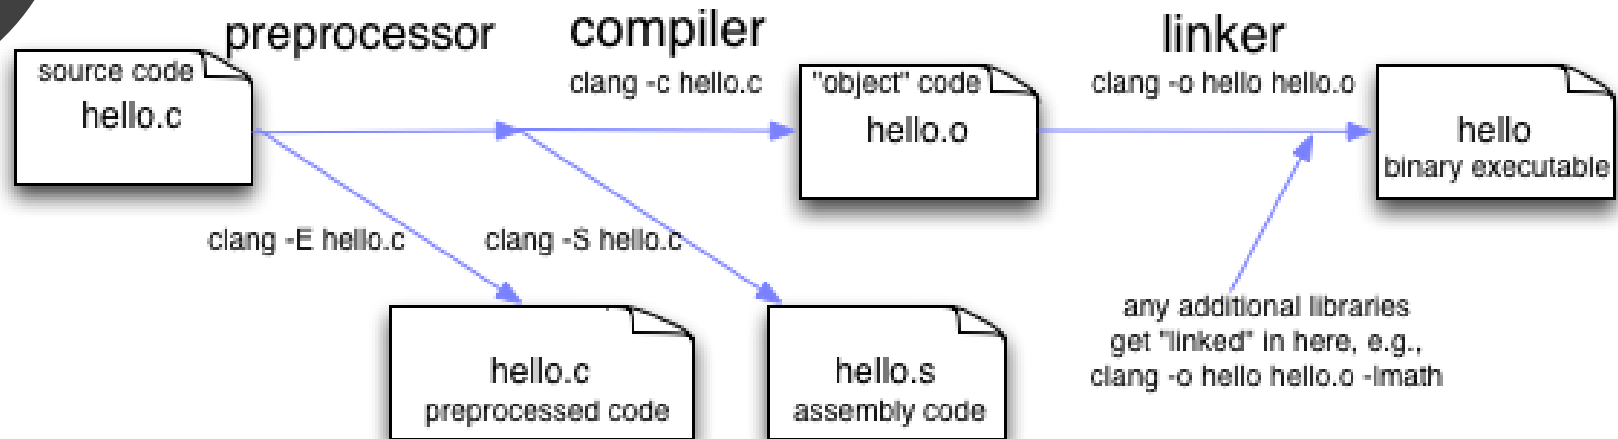 preprocessor
compiler
linker
source code
hello.c
clang -c hello.c
"object" code
hello.o
clang -o hello hello.o
hello
binary executable
clang -E hello.c
clang -S hello.c
hello.c
preprocessed code
hello.s
assembly code
any additional libraries
get "linked" in here, e.g.,
clang -o hello hello.o -lmath